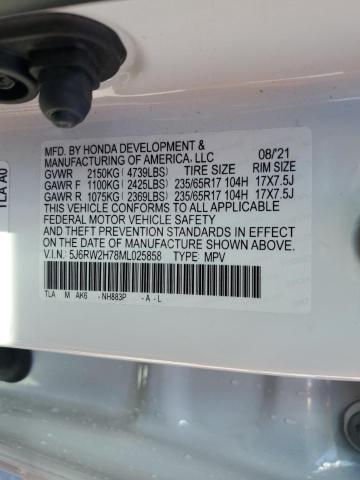 MFD. BY HONDA DEVELOPMENT &
MANUFACTURING OF AMERICA, LLC 08/'21
GVWR 2150KG ( 4739LBS) TIRE SIZE RIM SIZE
GAWR F 1100KG ( 2425LBS) 235/65R17 104H 17X7.5J
GAWR R 1075KG ( 2369LBS) 235/65R17 104H 17X7.5J
THIS VEHICLE CONFORMS TO ALL APPLICABLE
FEDERAL MOTOR VEHICLE SAFETY
AND THEFT PREVENTION STANDARDS IN EFFECT
ON THE DATE OF MANUFACTURE SHOWN ABOVE.
V.I.N.: 5J6RW2H78ML025858 TYPE: MPV
TLA M AK6 - NH883P - A - L
TLA A0